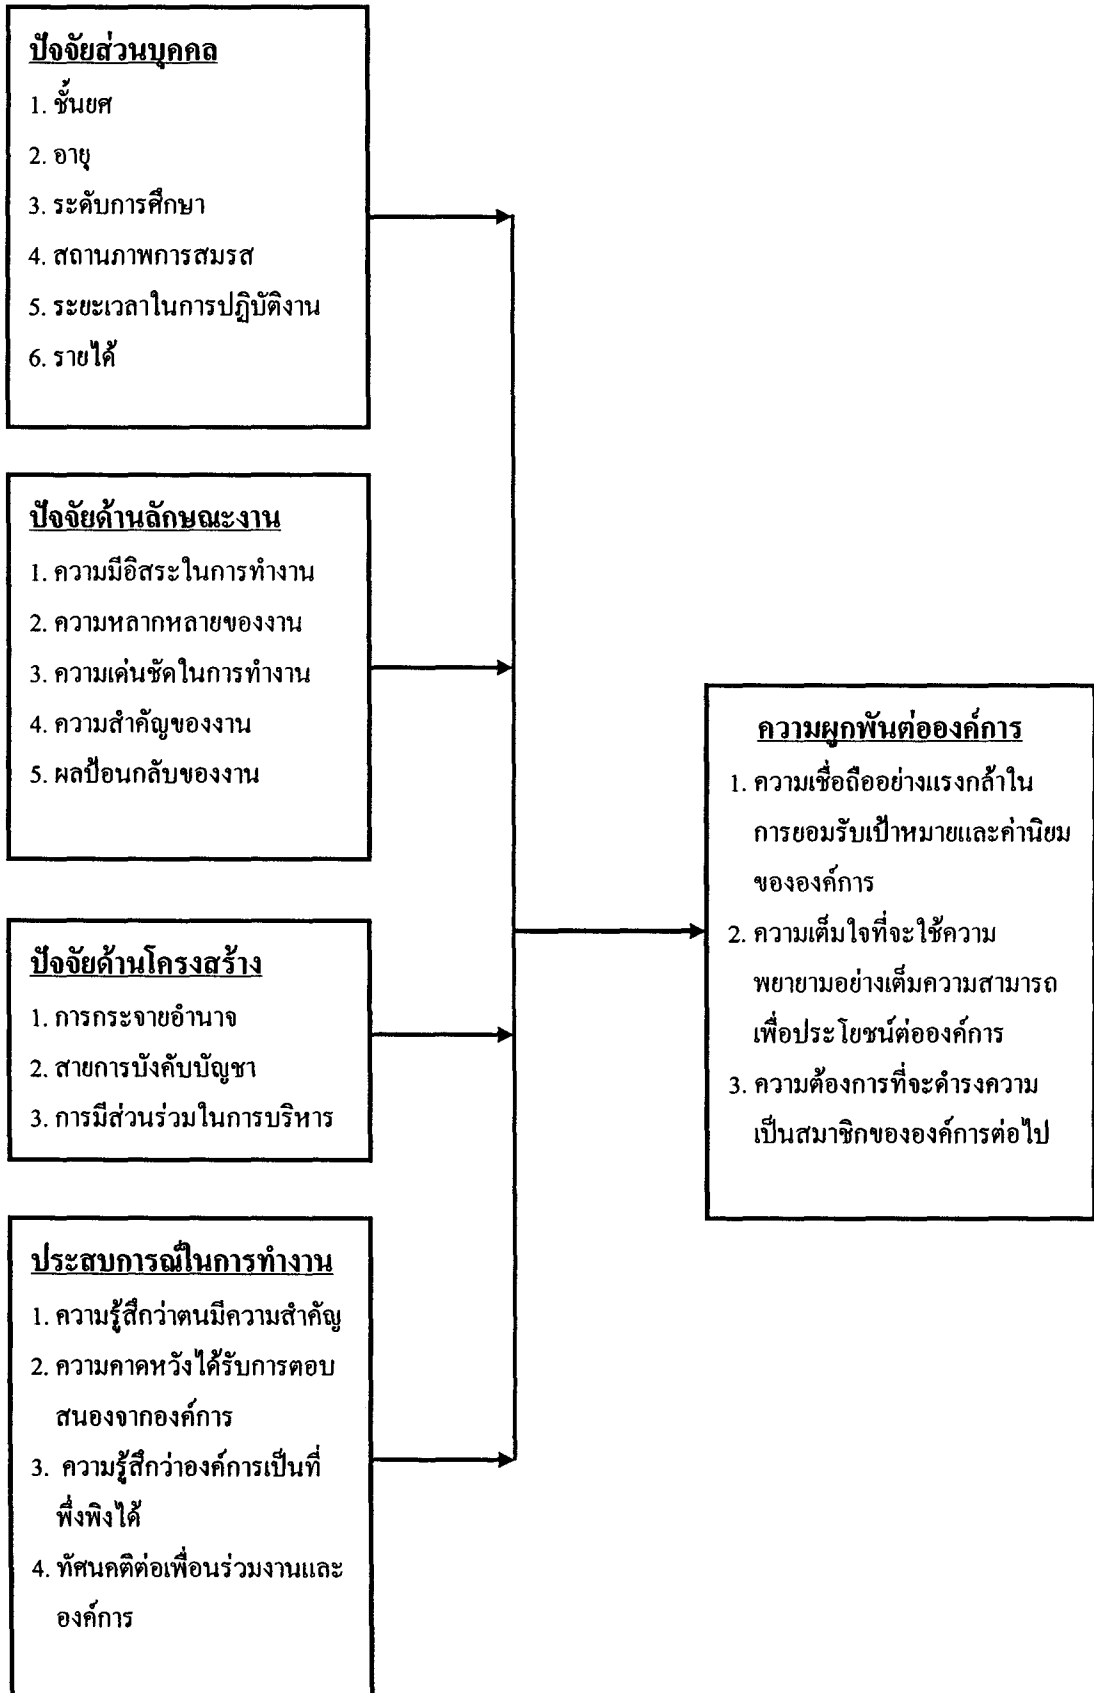 ปัจจัยส่วนบุคคล
1. ชั้นยศ
2. อายุ
3. ระดับการศึกษา
4. สถานภาพการสมรส
5. ระยะเวลาในการปฏิบัติงาน
6. รายได้
ปัจจัยด้านลักษณะงาน
1. ความมีอิสระในการทำงาน
2. ความหลากหลายของงาน
3. ความเด่นชัดในการทำงาน
4. ความสำคัญของงาน
5. ผลป้อนกลับของงาน
ปัจจัยด้านโครงสร้าง
1. การกระจายอำนาจ
2. สายการบังคับบัญชา
3. การมีส่วนร่วมในการบริหาร
ประสบการณ์ในการทำงาน
1. ความรู้สึกว่าตนมีความสำคัญ
2. ความคาดหวังได้รับการตอบ
สนองจากองค์การ
3. ความรู้สึกว่าองค์การเป็นที่
พึ่งพิงได้
4. ทัศนคติต่อเพื่อนร่วมงานและ
องค์การ
ความผูกพันต่อองค์การ
1. ความเชื่อถืออย่างแรงกล้าใน
การยอมรับเป้าหมายและค่านิยม
ขององค์การ
2. ความเต็มใจที่จะใช้ความ
พยายามอย่างเต็มความสามารถ
เพื่อประโยชน์ต่อองค์การ
3. ความต้องการที่จะดำรงความ
เป็นสมาชิกขององค์การต่อไป